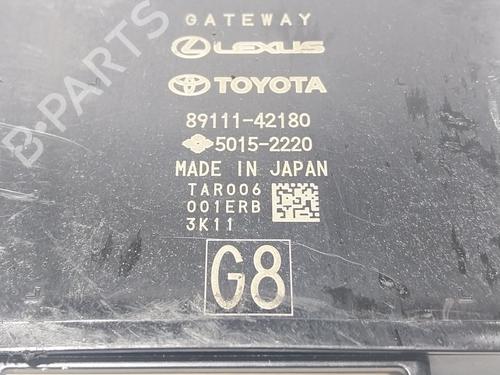 GATEWAY
LEXUS
TOYOTA
89111-42180
5015-2220
MADE IN JAPAN
TAR006
001ERB
3K11
G8
B-PARTS